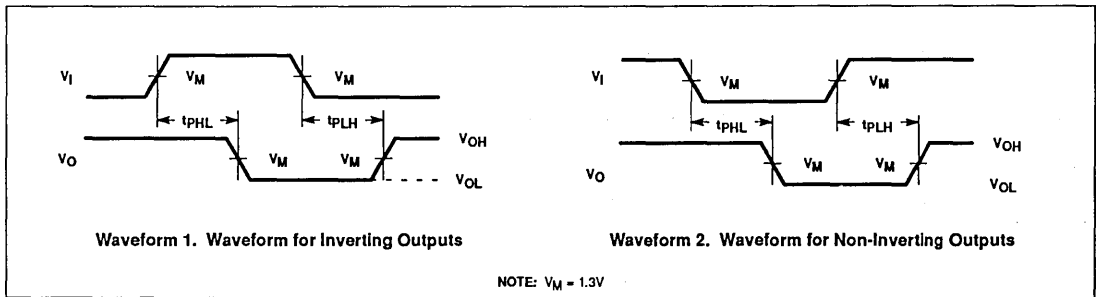 VI VM VM
tPHL tPLH
VOH
VO VM VM
VOL
Waveform 1. Waveform for Inverting Outputs
VI VM VM
tPHL tPLH
VOH
VO VM VM
VOL
Waveform 2. Waveform for Non-Inverting Outputs
NOTE: VM = 1.3V